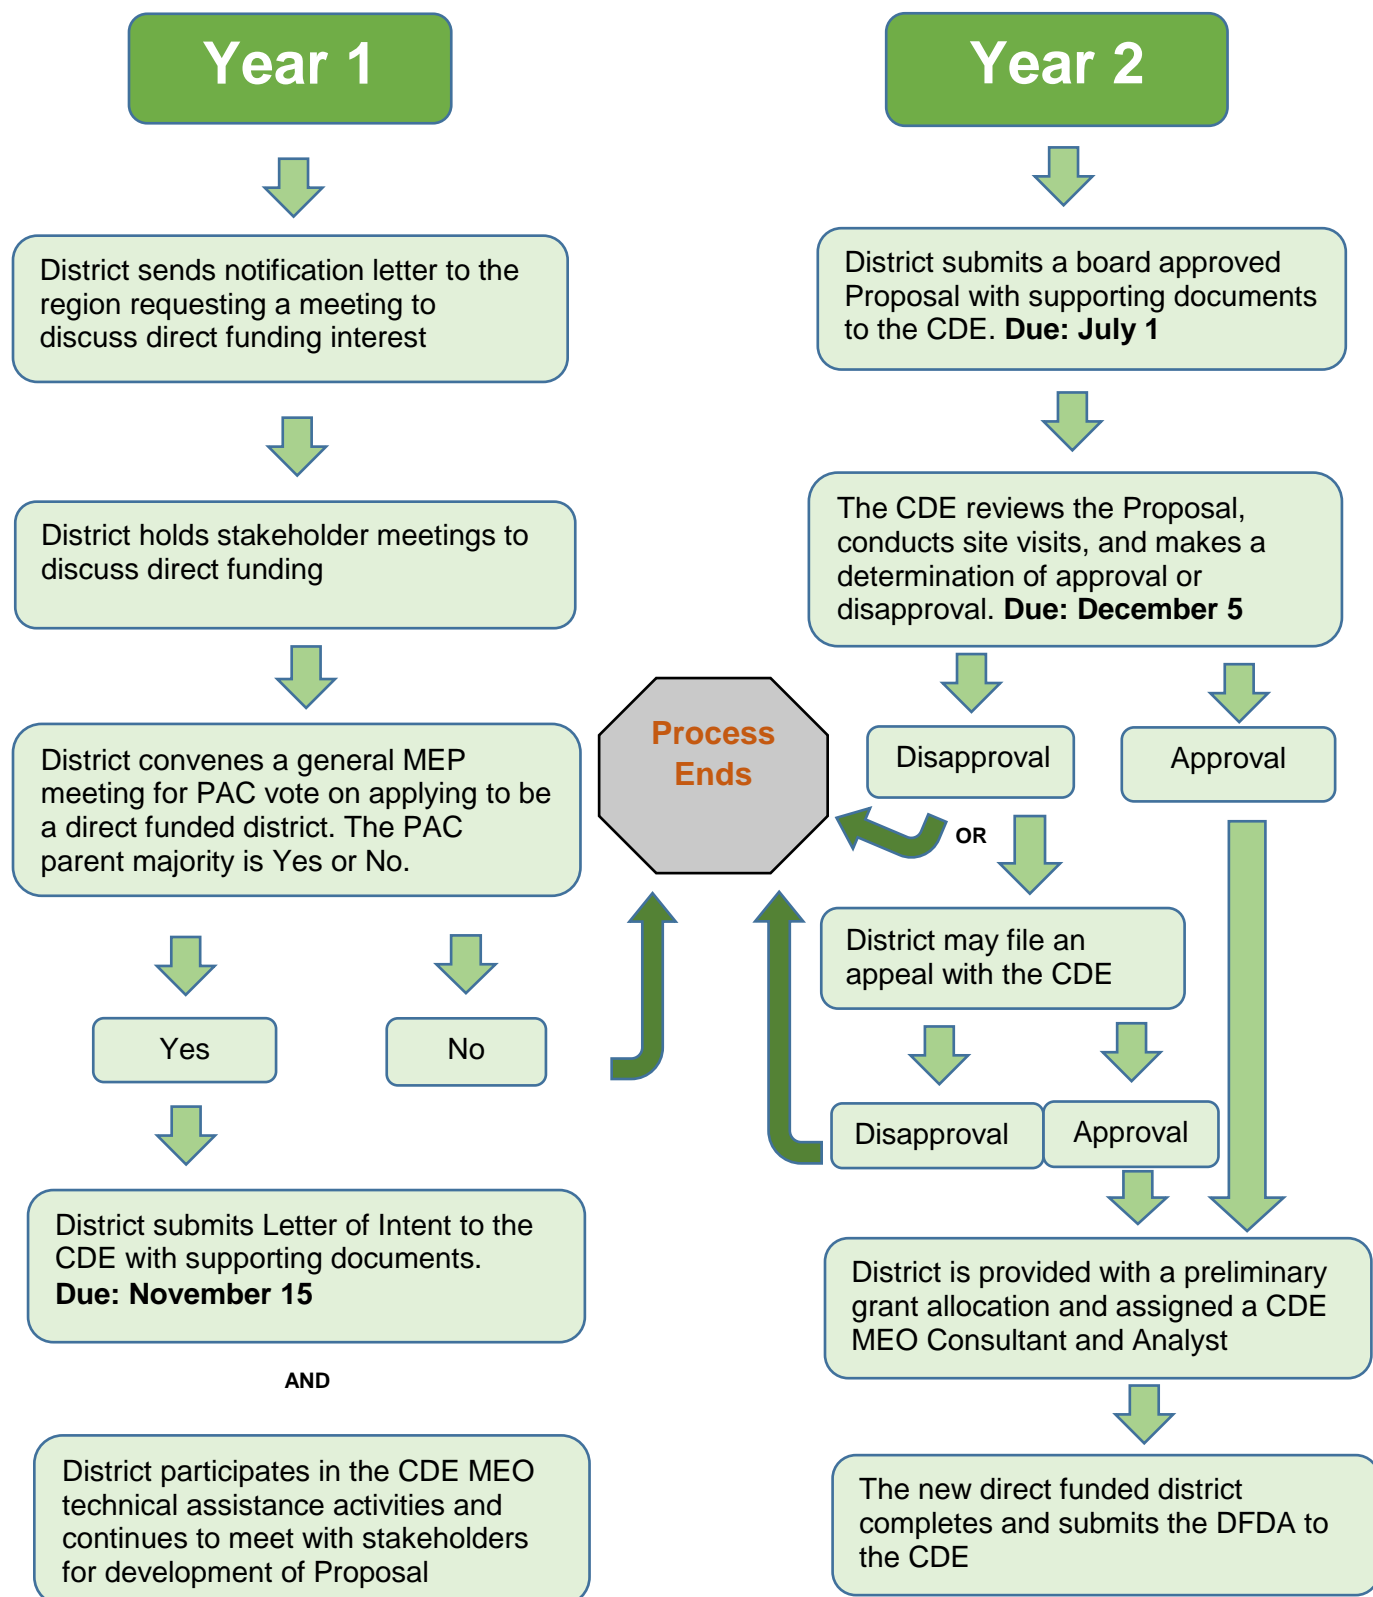 Year 1
District sends notification letter to the
region requesting a meeting to
discuss direct funding interest
District holds stakeholder meetings to
discuss direct funding
District convenes a general MEP
meeting for PAC vote on applying to be
a direct funded district. The PAC
parent majority is Yes or No.
Yes
No
District submits Letter of Intent to the
CDE with supporting documents.
Due: November 15
AND
District participates in the CDE MEO
technical assistance activities and
continues to meet with stakeholders
for development of Proposal
Process
Ends
Year 2
District submits a board approved
Proposal with supporting documents
to the CDE. Due: July 1
The CDE reviews the Proposal,
conducts site visits, and makes a
determination of approval or
disapproval. Due: December 5
Disapproval
Approval
OR
District may file an
appeal with the CDE
Disapproval
Approval
District is provided with a preliminary
grant allocation and assigned a CDE
MEO Consultant and Analyst
The new direct funded district
completes and submits the DFDA to
the CDE